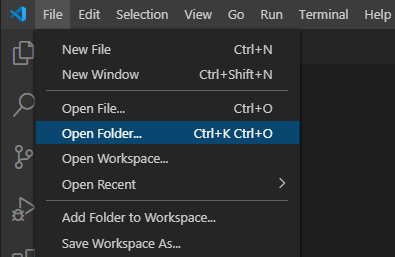 File Edit Selection View Go Run Terminal Help
New File Ctrl+N
New Window Ctrl+Shift+N
Open File... Ctrl+O
Open Folder... Ctrl+K Ctrl+O
Open Workspace...
Open Recent
Add Folder to Workspace...
Save Workspace As...